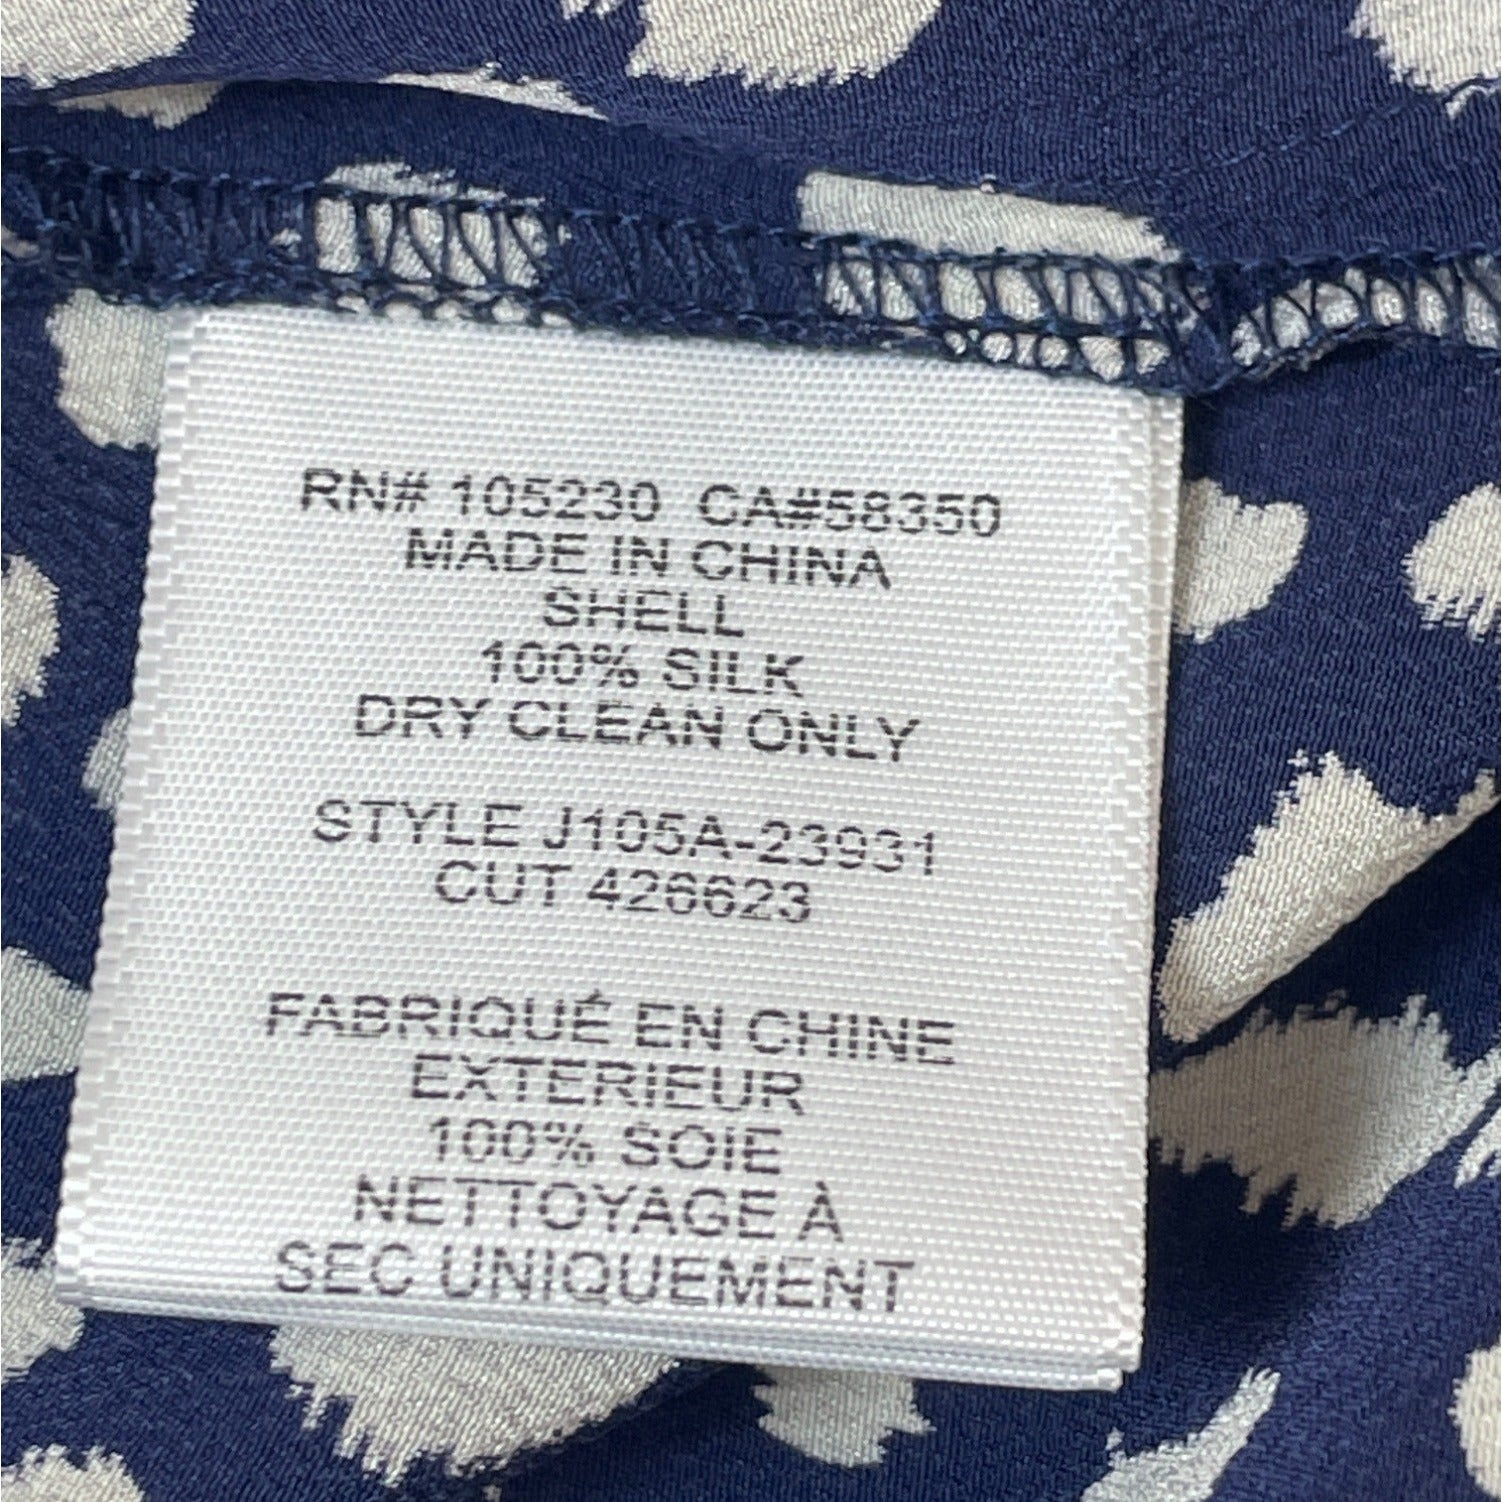 RN# 105230 CA#58350
MADE IN CHINA
SHELL
100% SILK
DRY CLEAN ONLY
STYLE J105A-23931
CUT 426623
FABRIQUÉ EN CHINE
EXTERIEUR
100% SOIE
NETTOYAGE À
SEC UNIQUEMENT